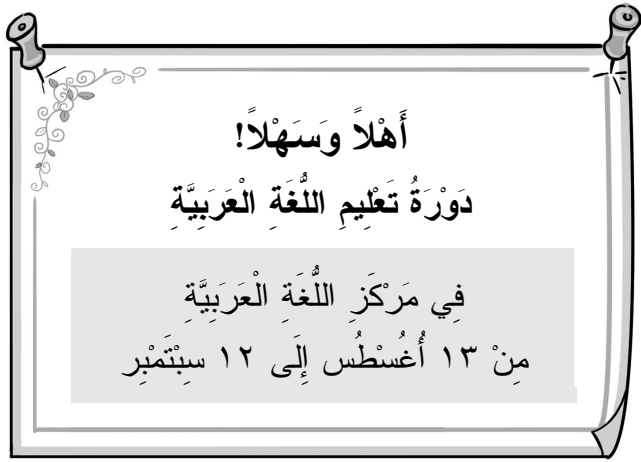 أَهْلاً وَسَهْلاً!
دَوْرَةُ تَعْلِيمِ اللُّغَةِ الْعَرَبِيَّةِ
فِي مَرْكَزِ اللُّغَةِ الْعَرَبِيَّةِ
مِنْ ١٣ أُغُسْطُس إِلَى ١٢ سِبْتَمْبِر